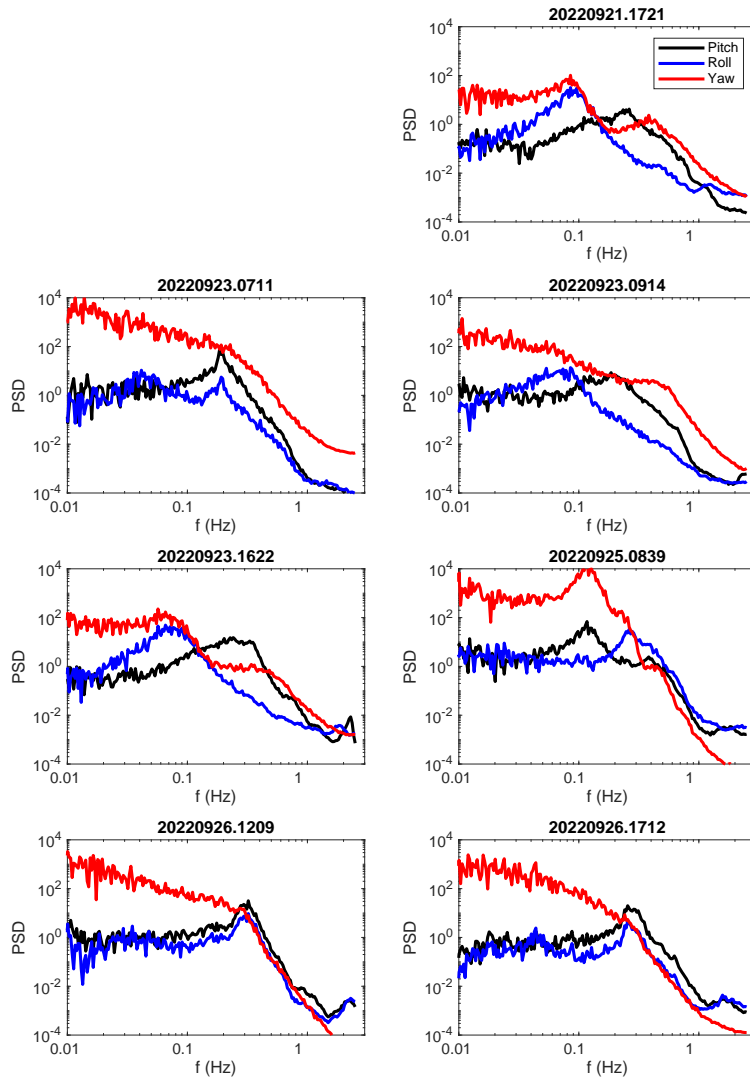 20220921.1721
10^4
10^2
10^0
10^-2
10^-4
PSD
Pitch
Roll
Yaw
0.01 0.1 1
f (Hz)
20220923.0711
10^4
10^2
10^0
10^-2
10^-4
PSD
0.01 0.1 1
f (Hz)
20220923.0914
10^4
10^2
10^0
10^-2
10^-4
PSD
0.01 0.1 1
f (Hz)
20220923.1622
10^4
10^2
10^0
10^-2
10^-4
PSD
0.01 0.1 1
f (Hz)
20220925.0839
10^4
10^2
10^0
10^-2
10^-4
PSD
0.01 0.1 1
f (Hz)
20220926.1209
10^4
10^2
10^0
10^-2
10^-4
PSD
0.01 0.1 1
f (Hz)
20220926.1712
10^4
10^2
10^0
10^-2
10^-4
PSD
0.01 0.1 1
f (Hz)